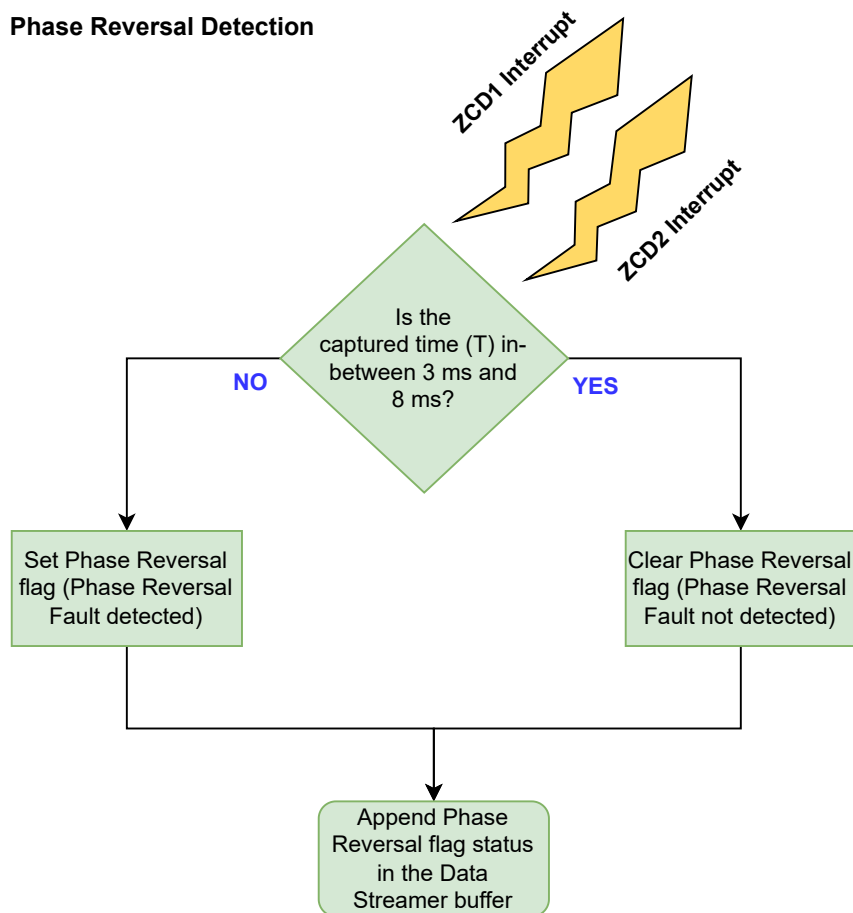 Phase Reversal Detection
ZCD1 Interrupt
ZCD2 Interrupt
Is the
captured time (T) in-
between 3 ms and
8 ms?
NO
YES
Set Phase Reversal
flag (Phase Reversal
Fault detected)
Clear Phase Reversal
flag (Phase Reversal
Fault not detected)
Append Phase
Reversal flag status
in the Data
Streamer buffer